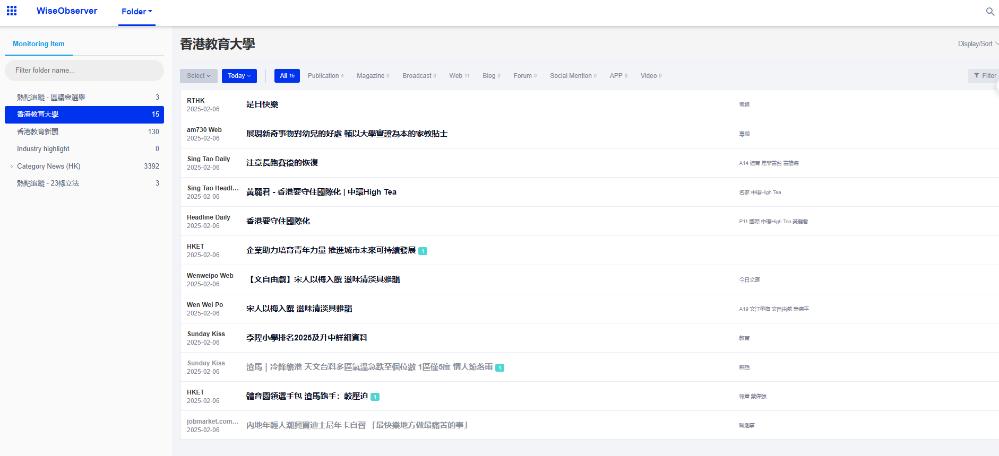 WiseObserver
Folder
Monitoring Item
Filter folder name...
熱點追蹤 - 區議會選舉 3
香港教育大學 15
香港教育新聞 130
Industry highlight 0
Category News (HK) 3392
熱點追蹤 - 23條立法 3
香港教育大學
Display/Sort
Select Today All 15 Publication 4 Magazine 0 Broadcast 0 Web 11 Blog 0 Forum 0 Social Mention 0 APP 0 Video 0 Filter
RTHK
2025-02-06
是日快樂
電視
am730 Web
2025-02-06
展現新奇事物對幼兒的好處 輔以大學實證為本的家教貼士
專欄
Sing Tao Daily
2025-02-06
注意長跑賽後的恢復
A14 體育 是非雷台 雷雄德
Sing Tao Headl...
2025-02-06
黃麗君 - 香港要守住國際化 | 中環High Tea
名家 中環High Tea
Headline Daily
2025-02-06
香港要守住國際化
P11 國際 中環High Tea 黃麗君
HKET
2025-02-06
企業助力培育青年力量 推進城市未來可持續發展 1
Wenweipo Web
2025-02-06
【文自由戲】宋人以梅入饌 滋味清淡具雅韻
今日文匯
Wen Wei Po
2025-02-06
宋人以梅入饌 滋味清淡具雅韻
A19 文江學海 文自由戲 葉德平
Sunday Kiss
2025-02-06
李陞小學排名2025及升中詳細資料
教育
Sunday Kiss
2025-02-06
渣馬｜冷鋒襲港 天文台料多區氣溫急跌至個位數 1區僅5度 情人節落雨 1
熱話
HKET
2025-02-06
體育園領選手包 渣馬跑手：較壓迫 1
報章 蔡偉強
jobmarket.com...
2025-02-06
內地年輕人潮興買迪士尼年卡自習 「最快樂地方做最痛苦的事」
職趣事